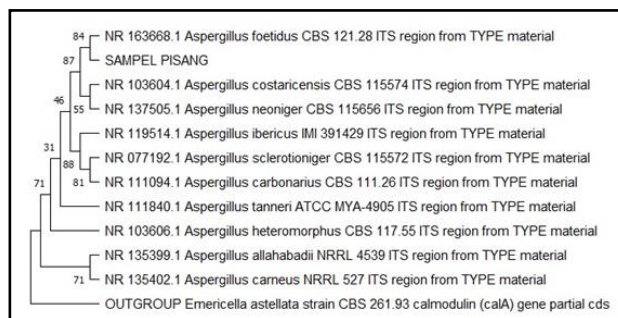 84
NR 163668.1 Aspergillus foetidus CBS 121.28 ITS region from TYPE material
87
SAMPEL PISANG
NR 103604.1 Aspergillus costaricensis CBS 115574 ITS region from TYPE material
46
55
NR 137505.1 Aspergillus neoniger CBS 115656 ITS region from TYPE material
NR 119514.1 Aspergillus ibericus IMI 391429 ITS region from TYPE material
31
88
NR 077192.1 Aspergillus sclerotioniger CBS 115572 ITS region from TYPE material
81
NR 111094.1 Aspergillus carbonarius CBS 111.26 ITS region from TYPE material
71
NR 111840.1 Aspergillus tanneri ATCC MYA-4905 ITS region from TYPE material
NR 103606.1 Aspergillus heteromorphus CBS 117.55 ITS region from TYPE material
NR 135399.1 Aspergillus allahabadii NRRL 4539 ITS region from TYPE material
71
NR 135402.1 Aspergillus carneus NRRL 527 ITS region from TYPE material
OUTGROUP Emericella astellata strain CBS 261.93 calmodulin (calA) gene partial cds